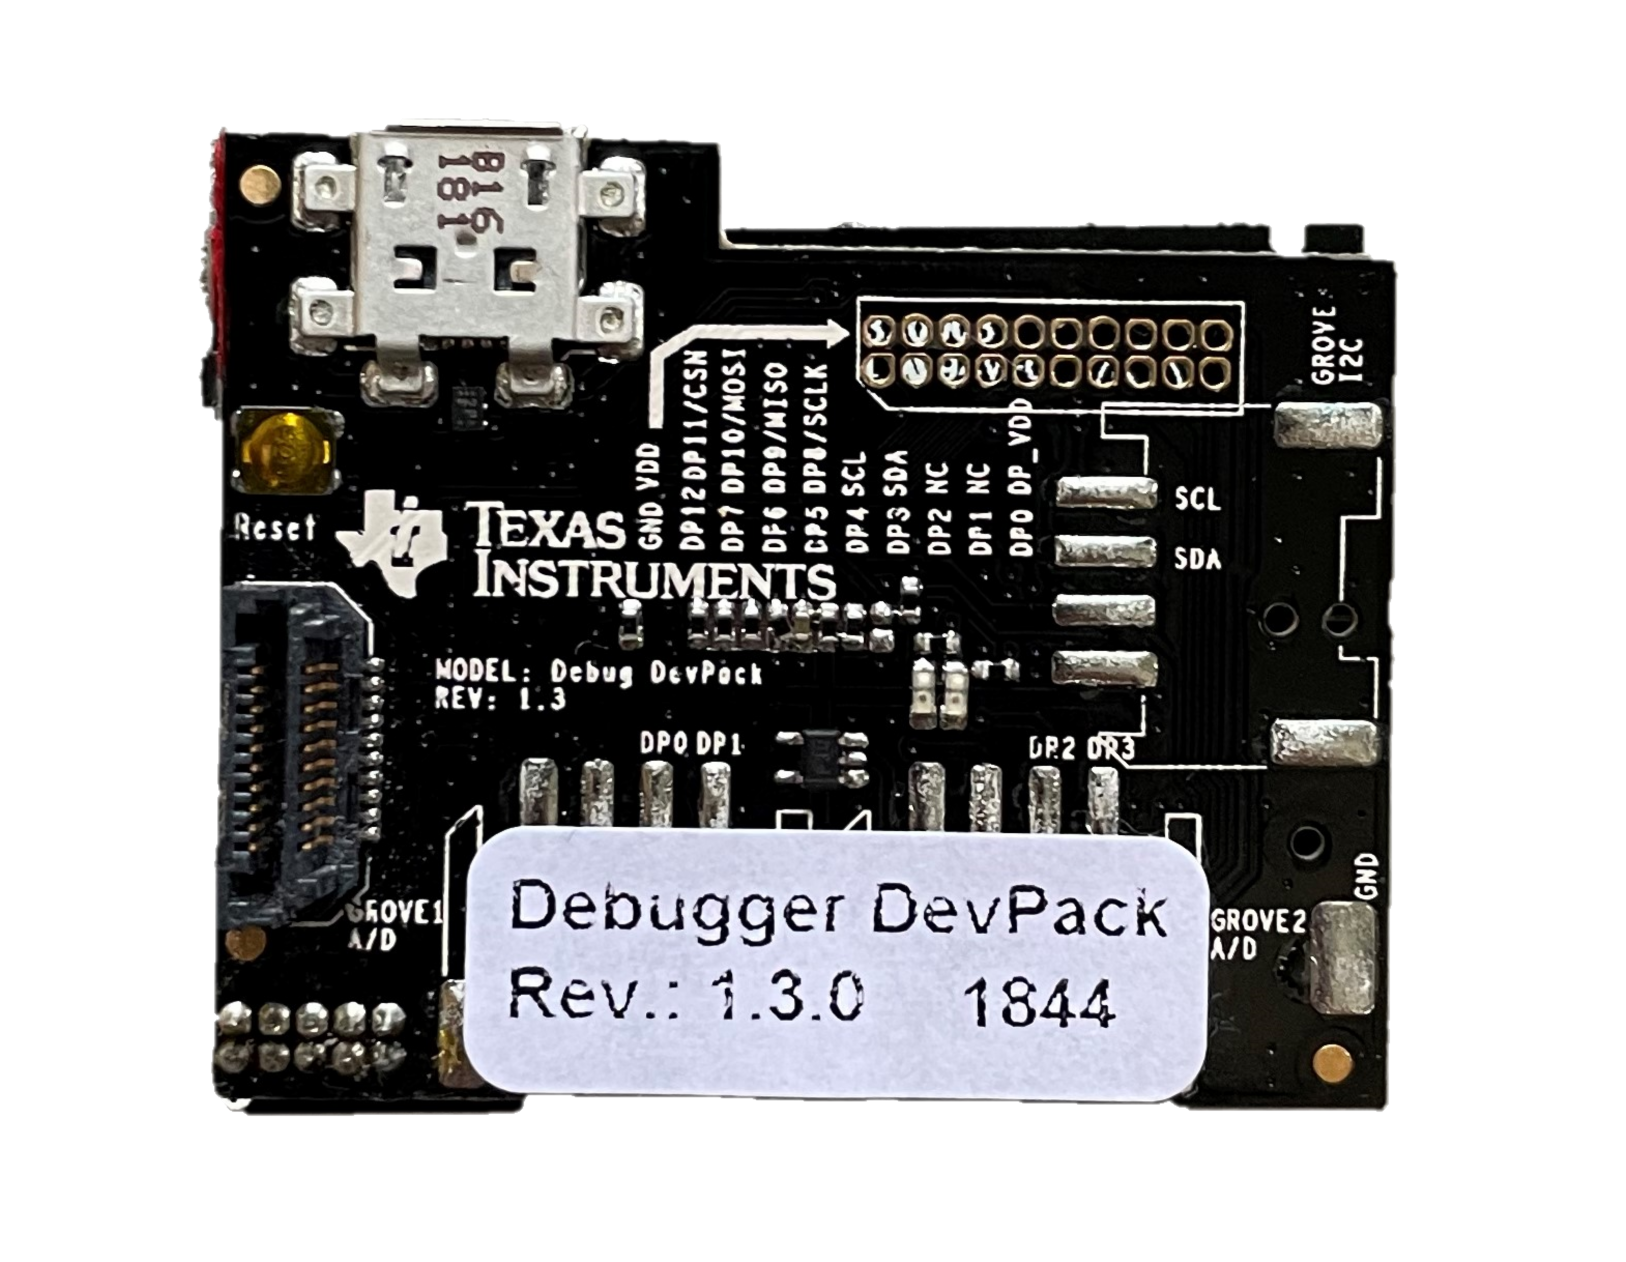 B16
181
GROVE
I2C
GND VDD
DP12 DP11/CSN
DP7 DP10/MOSI
DP6 DP9/MISO
DP5 DP8/SCLK
DP4 SCL
DP3 SDA
DP2 NC
DP1 NC
DP0 DP_VDD
SCL
SDA
Reset
TEXAS
INSTRUMENTS
MODEL: Debug DevPack
REV: 1.3
DP0 DP1
DP2 DP3
GND
GROVE1
A/D
GROVE2
A/D
Debugger DevPack
Rev.: 1.3.0 1844